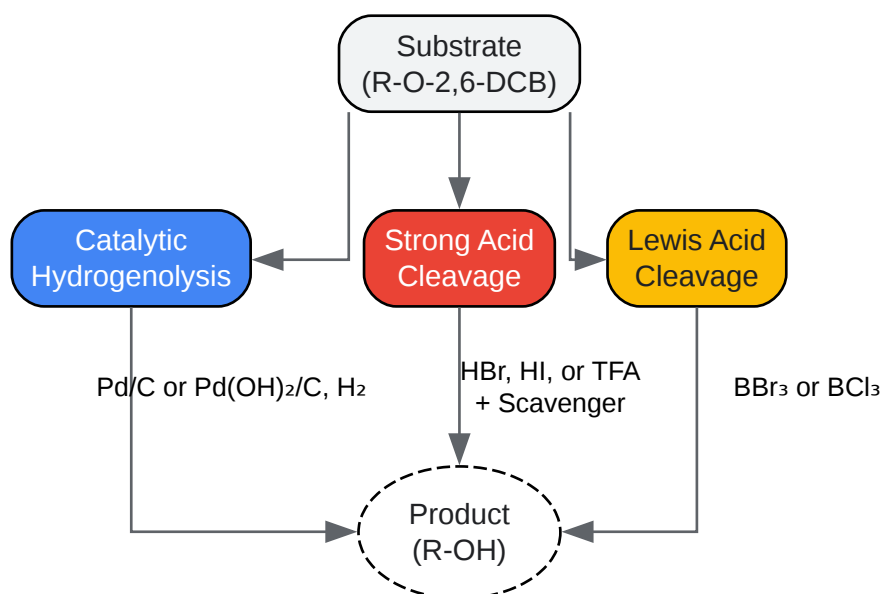 Substrate
(R-O-2,6-DCB)
Catalytic
Hydrogenolysis
Strong Acid
Cleavage
Lewis Acid
Cleavage
Pd/C or Pd(OH)₂/C, H₂
HBr, HI, or TFA
+ Scavenger
BBr₃ or BCl₃
Product
(R-OH)